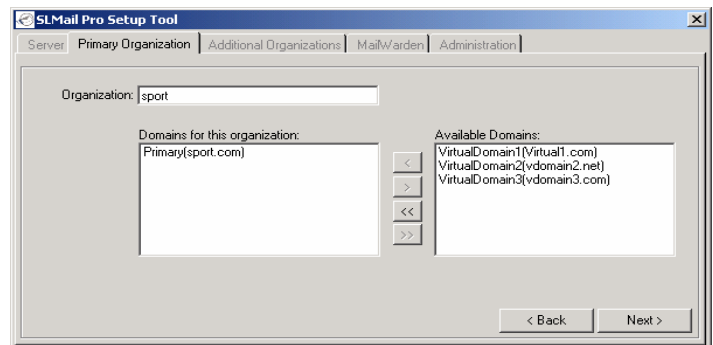 SLMail Pro Setup Tool
Server Primary Organization Additional Organizations MailWarden Administration
Organization: sport
Domains for this organization:
Primary(sport.com)
<
>
<<
>>
Available Domains:
VirtualDomain1(Virtual1.com)
VirtualDomain2(vdomain2.net)
VirtualDomain3(vdomain3.com)
< Back Next >